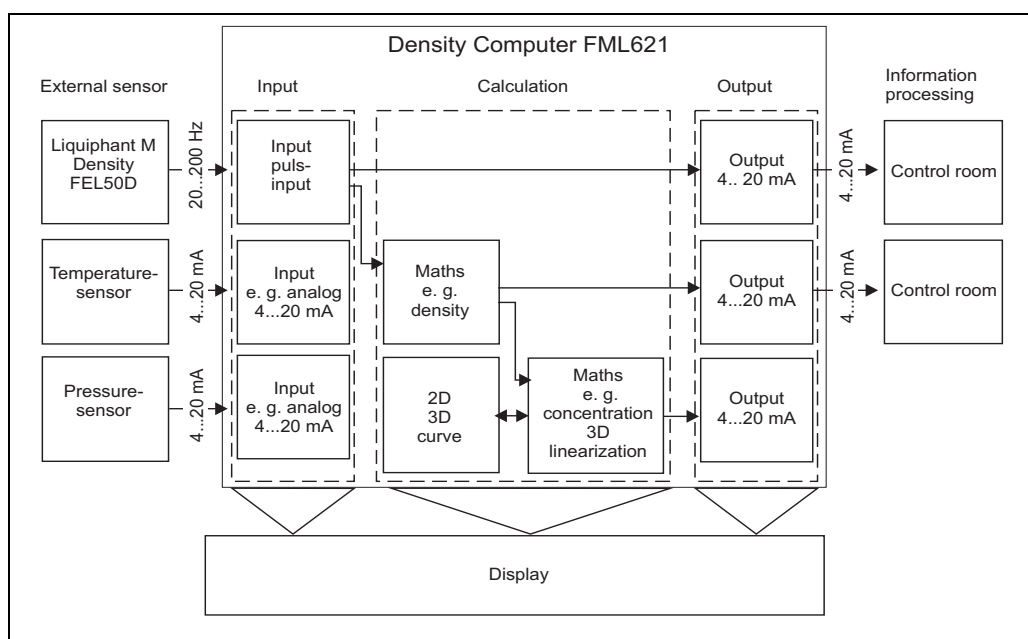 Density Computer FML621
External sensor
Input
Calculation
Output
Information
processing
Liquiphant M
Density
FEL50D
20...200 Hz
Input
puls-
input
Output
4.. 20 mA
4...20 mA
Control room
Temperature-
sensor
4...20 mA
Input
e. g. analog
4...20 mA
Maths
e. g.
density
Output
4...20 mA
4...20 mA
Control room
Pressure-
sensor
4...20 mA
Input
e. g. analog
4...20 mA
2D
3D
curve
Maths
e. g.
concentration
3D
linearization
Output
4...20 mA
Display